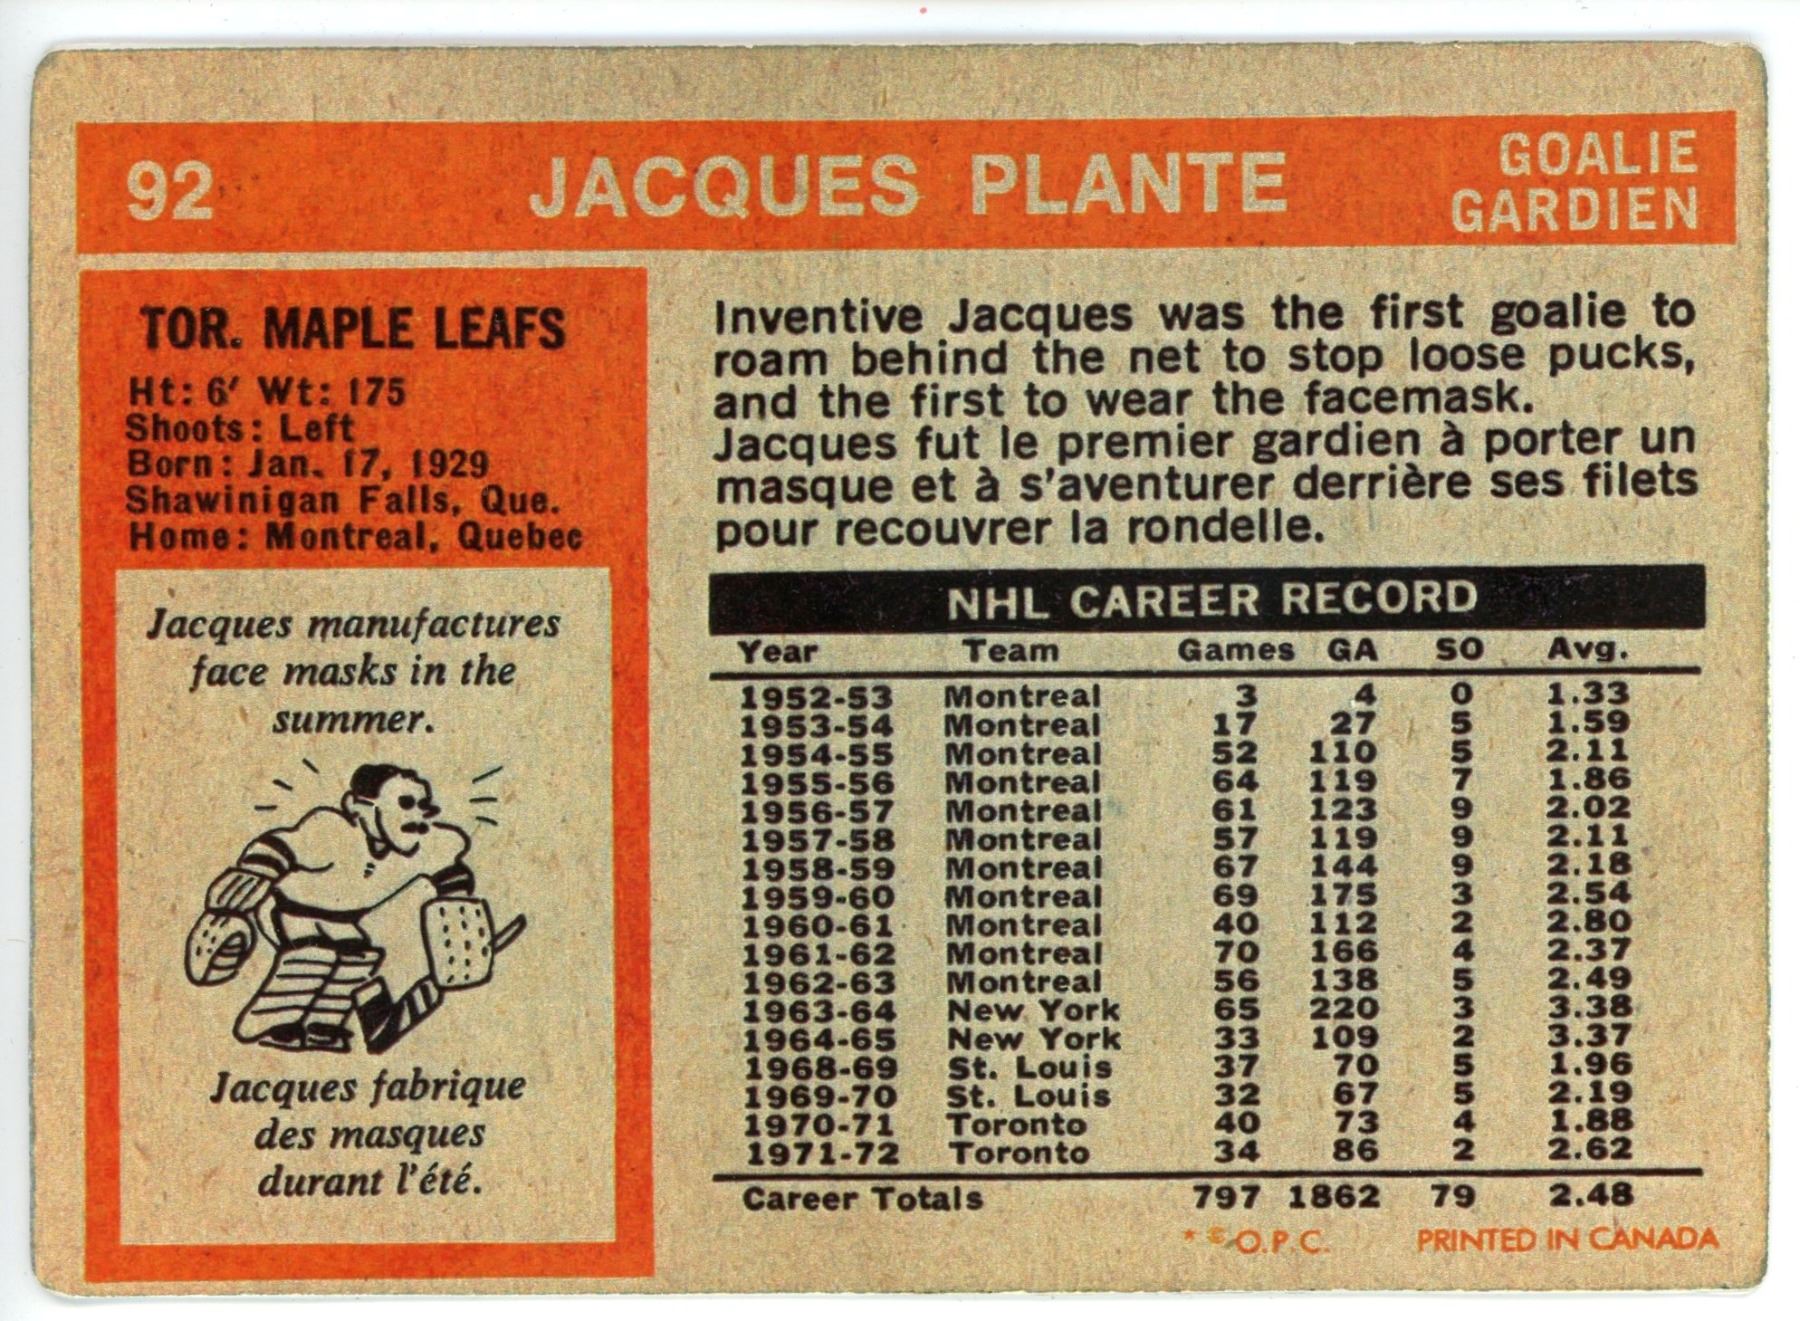 92 JACQUES PLANTE GOALIE
GARDIEN
TOR. MAPLE LEAFS
Ht: 6' Wt: 175
Shoots: Left
Born: Jan. 17, 1929
Shawinigan Falls, Que.
Home: Montreal, Quebec
Jacques manufactures
face masks in the
summer.
Jacques fabrique
des masques
durant l'été.
Inventive Jacques was the first goalie to
roam behind the net to stop loose pucks,
and the first to wear the facemask.
Jacques fut le premier gardien à porter un
masque et à s'aventurer derrière ses filets
pour recouvrer la rondelle.
NHL CAREER RECORD
Year Team Games GA SO Avg.
1952-53 Montreal 3 4 0 1.33
1953-54 Montreal 17 27 5 1.59
1954-55 Montreal 52 110 5 2.11
1955-56 Montreal 64 119 7 1.86
1956-57 Montreal 61 123 9 2.02
1957-58 Montreal 57 119 9 2.11
1958-59 Montreal 67 144 9 2.18
1959-60 Montreal 69 175 3 2.54
1960-61 Montreal 40 112 2 2.80
1961-62 Montreal 70 166 4 2.37
1962-63 Montreal 56 138 5 2.49
1963-64 New York 65 220 3 3.38
1964-65 New York 33 109 2 3.37
1968-69 St. Louis 37 70 5 1.96
1969-70 St. Louis 32 67 5 2.19
1970-71 Toronto 40 73 4 1.88
1971-72 Toronto 34 86 2 2.62
Career Totals 797 1862 79 2.48
* © O.P.C. PRINTED IN CANADA